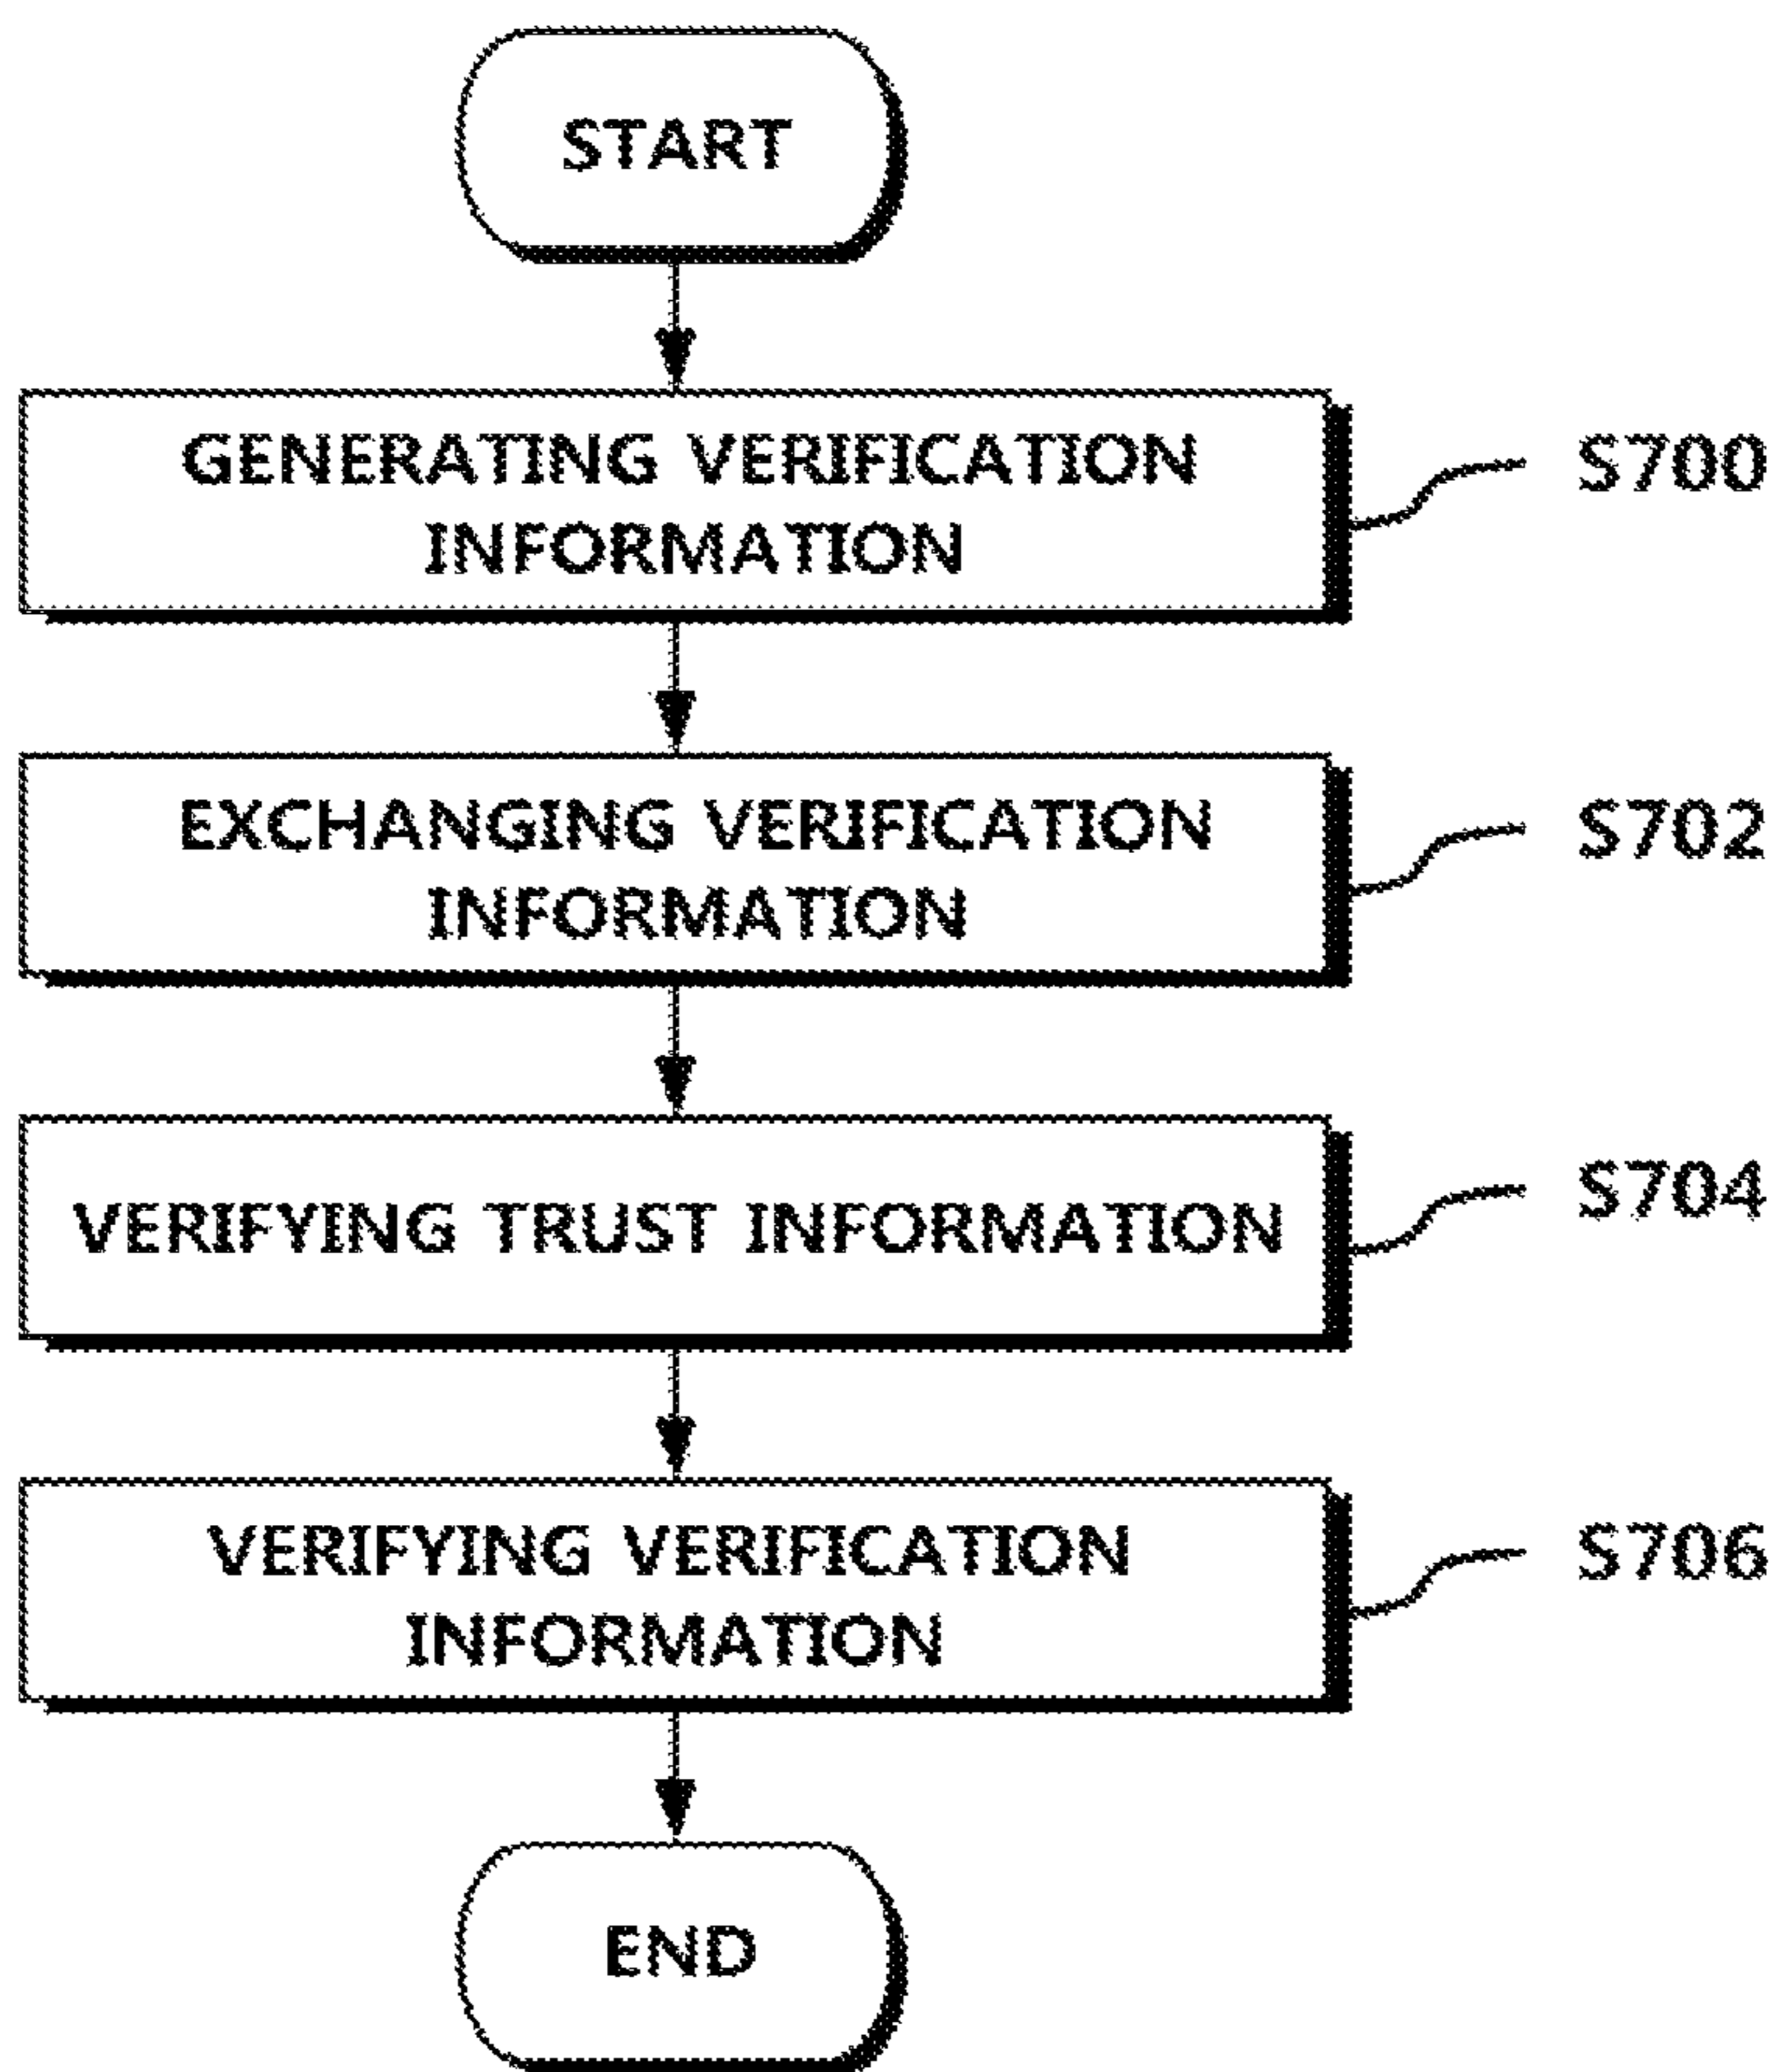 START
GENERATING VERIFICATION
INFORMATION
S700
EXCHANGING VERIFICATION
INFORMATION
S702
VERIFYING TRUST INFORMATION
S704
VERIFYING VERIFICATION
INFORMATION
S706
END